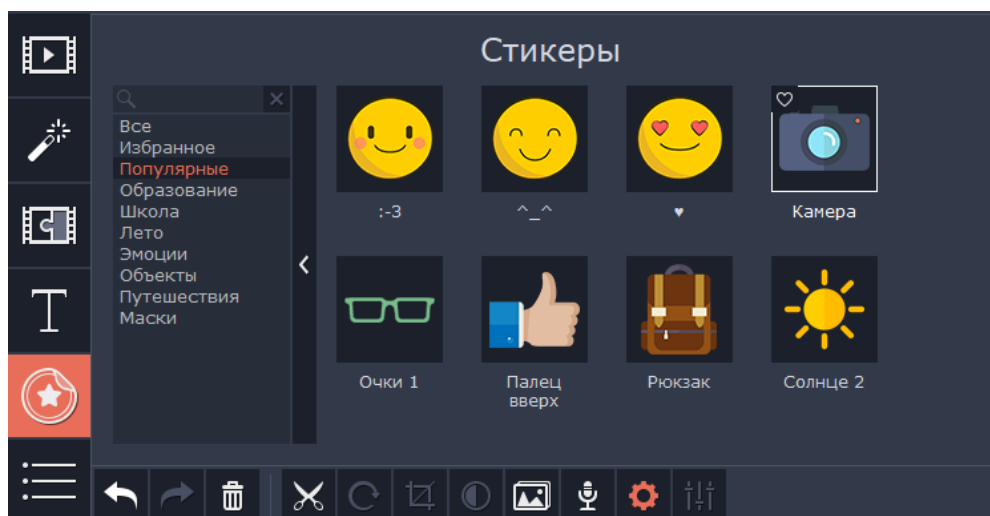 Стикеры
Все
Избранное
Популярные
Образование
Школа
Лето
Эмоции
Объекты
Путешествия
Маски
:-3
^_^
♥
Камера
Очки 1
Палец
вверх
Рюкзак
Солнце 2